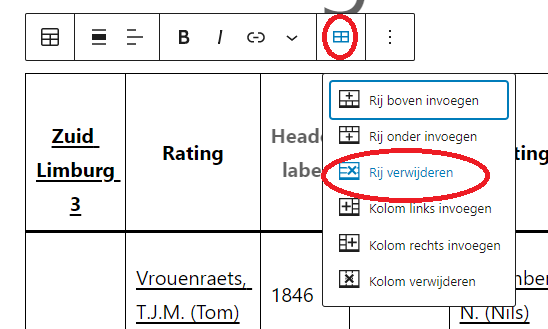 B I
Zuid
Limburg
3
Rating
Heade
labe
ting
Rij boven invoegen
Rij onder invoegen
Rij verwijderen
Kolom links invoegen
Kolom rechts invoegen
Kolom verwijderen
Vrouenraets,
T.J.M. (Tom)
1846
mber
N. (Nils)